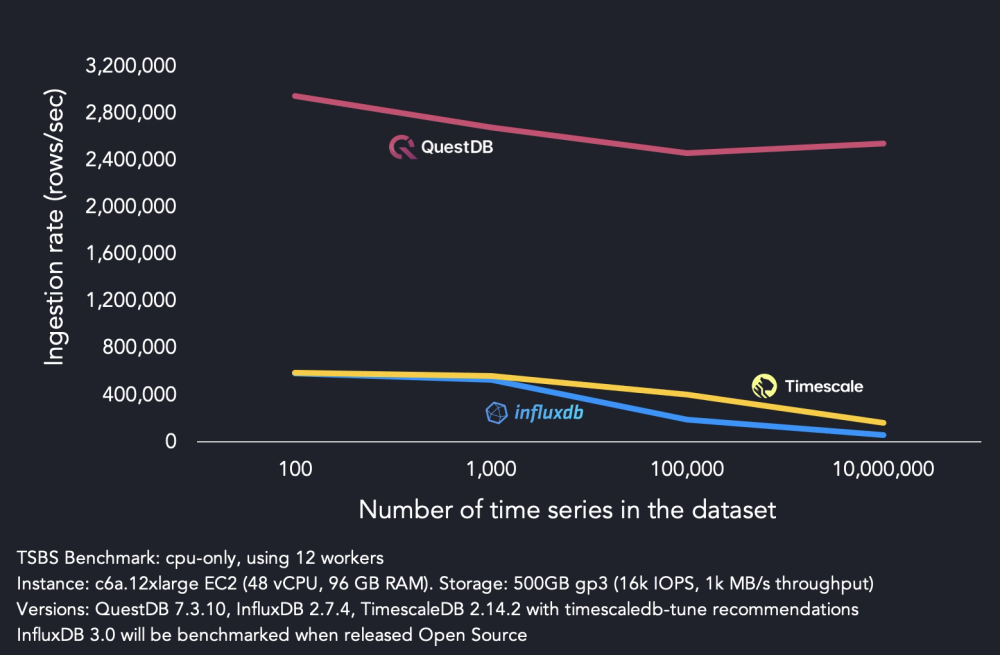 3,200,000
2,800,000
2,400,000
2,000,000
1,600,000
1,200,000
800,000
400,000
0
Ingestion rate (rows/sec)
QuestDB
Timescale
influxdb
100 1,000 100,000 10,000,000
Number of time series in the dataset
TSBS Benchmark: cpu-only, using 12 workers
Instance: c6a.12xlarge EC2 (48 vCPU, 96 GB RAM). Storage: 500GB gp3 (16k IOPS, 1k MB/s throughput)
Versions: QuestDB 7.3.10, InfluxDB 2.7.4, TimescaleDB 2.14.2 with timescaledb-tune recommendations
InfluxDB 3.0 will be benchmarked when released Open Source